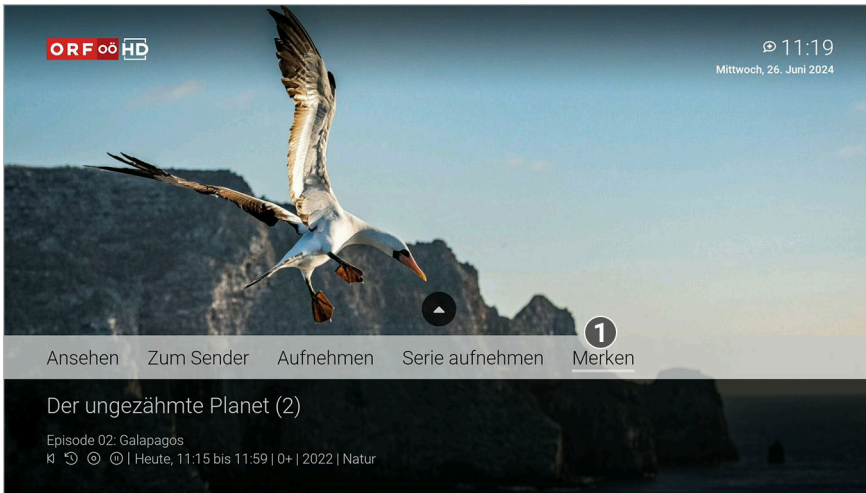 ORF OÖ HD
11:19
Mittwoch, 26. Juni 2024
1
Ansehen Zum Sender Aufnehmen Serie aufnehmen Merken
Der ungezähmte Planet (2)
Episode 02: Galapagos
| Heute, 11:15 bis 11:59 | 0+ | 2022 | Natur